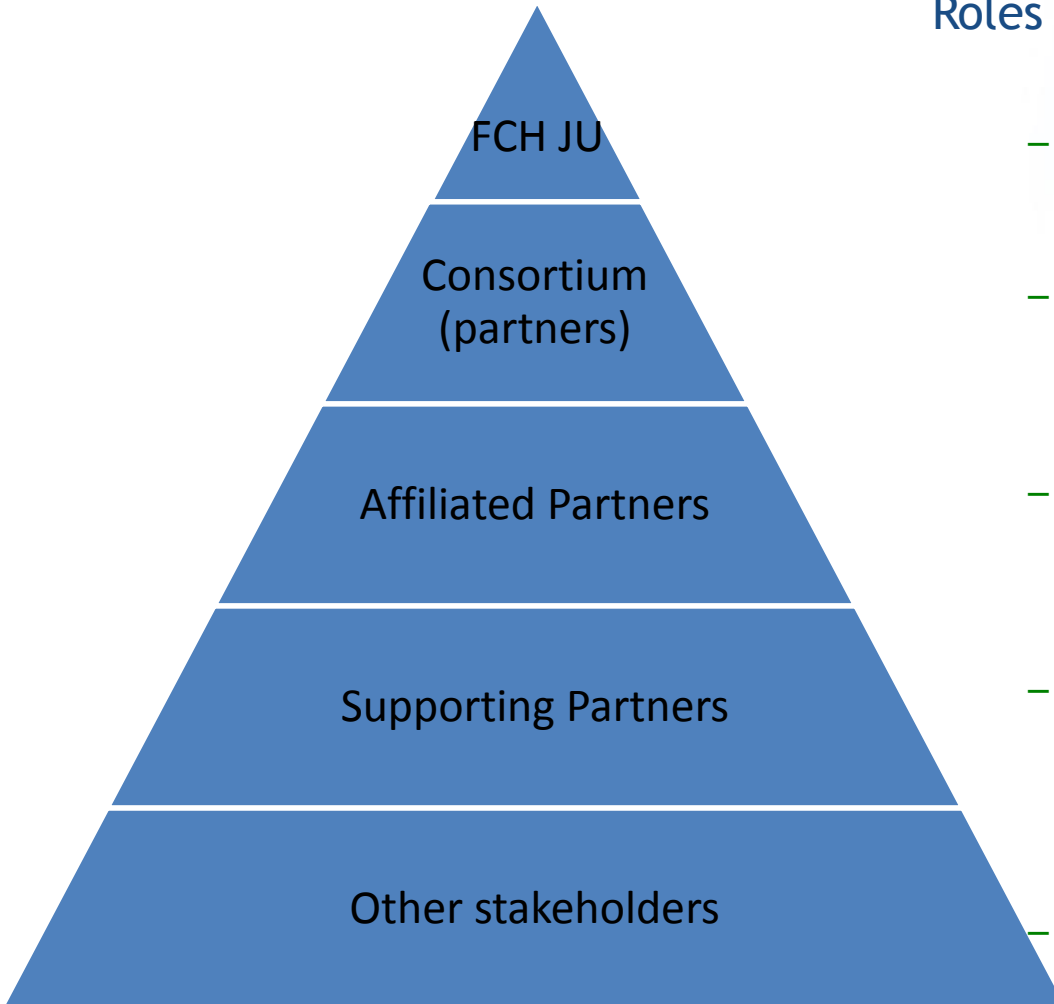 Roles
FCH JU
–
Consortium
(partners)
–
Affiliated Partners
–
Supporting Partners
–
Other stakeholders
–